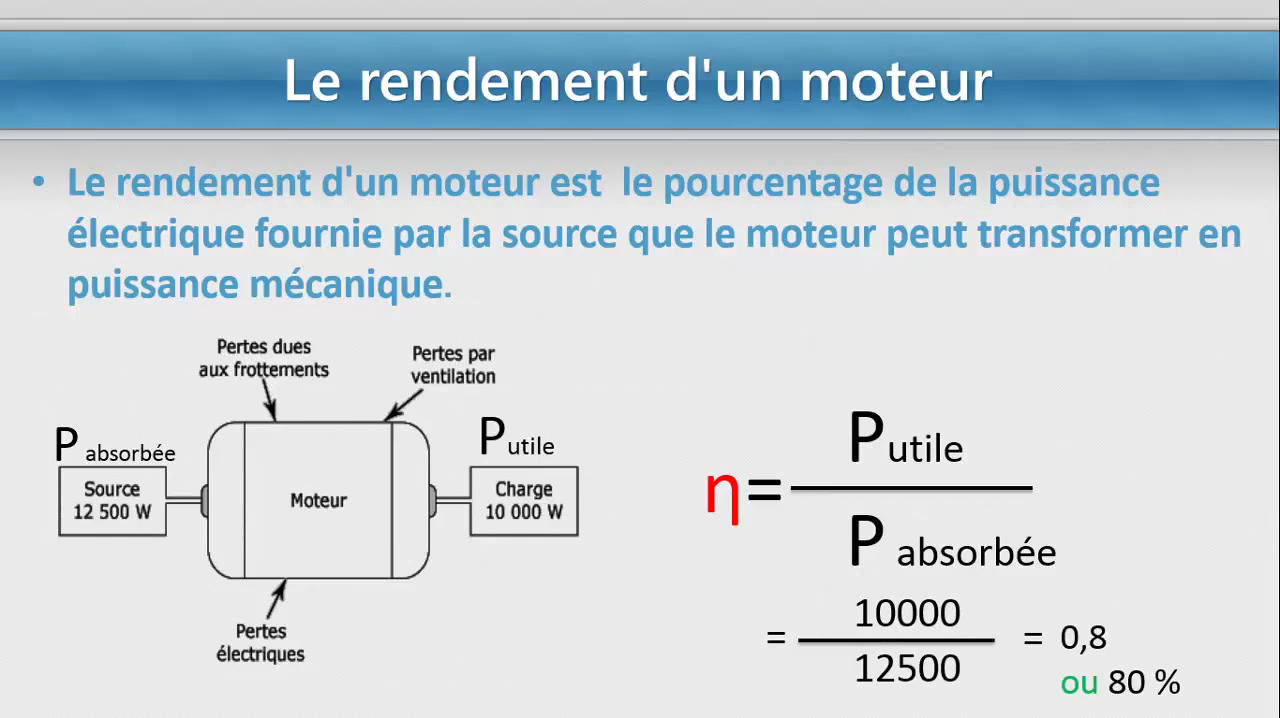 Le rendement d'un moteur
• Le rendement d'un moteur est le pourcentage de la puissance
électrique fournie par la source que le moteur peut transformer en
puissance mécanique.
Pertes dues
aux frottements
Pertes par
ventilation
P absorbée
P utile
Source
12 500 W
Moteur
Charge
10 000 W
Pertes
électriques
η=
P utile
P absorbée
=
10000
12500
= 0,8
ou 80 %